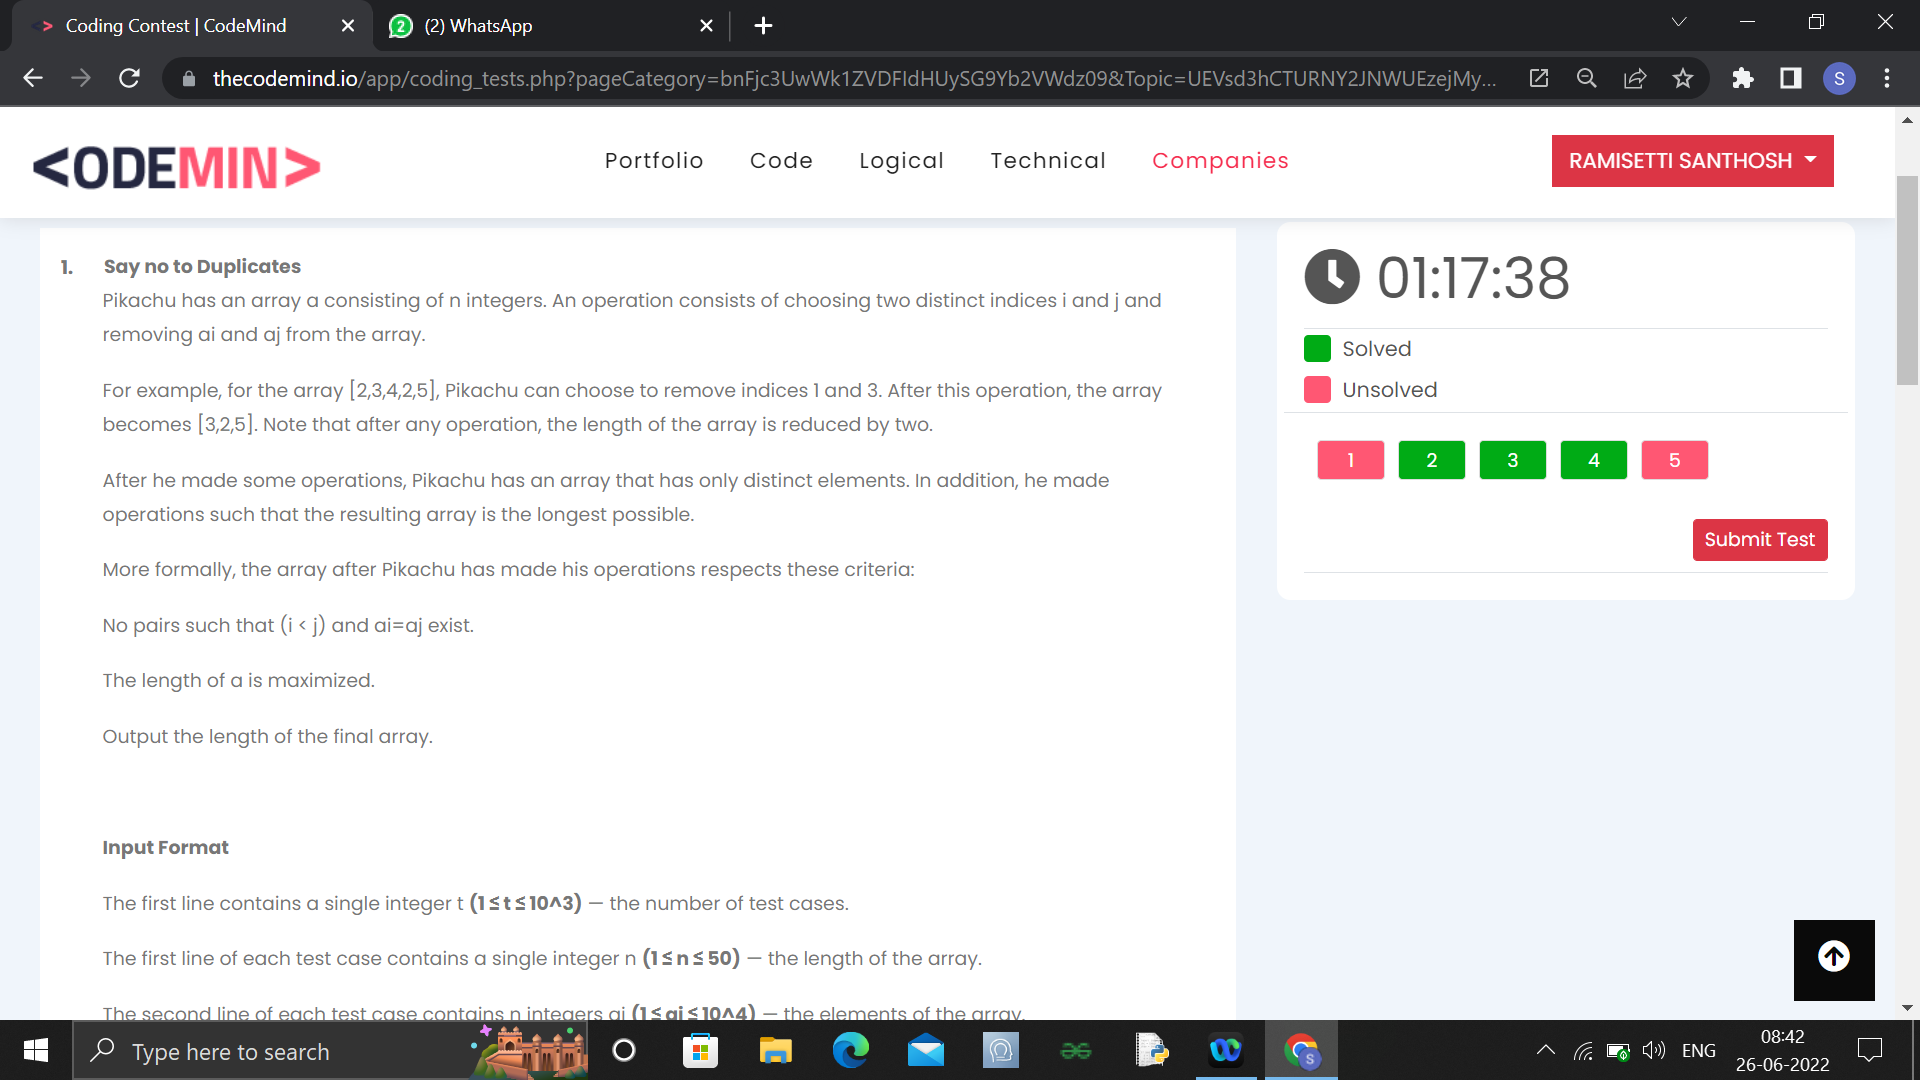 Coding Contest | CodeMind
(2) WhatsApp
thecodemind.io/app/coding_tests.php?pageCategory=bnFjc3UwWk1ZVDFIdHUySG9Yb2VWdz09&Topic=UEVsd3hCTURNY2JNWUEzejMy...
S
<ODEMIN>
Portfolio Code Logical Technical Companies
RAMISETTI SANTHOSH
1. Say no to Duplicates
Pikachu has an array a consisting of n integers. An operation consists of choosing two distinct indices i and j and
removing ai and aj from the array.
For example, for the array [2,3,4,2,5], Pikachu can choose to remove indices 1 and 3. After this operation, the array
becomes [3,2,5]. Note that after any operation, the length of the array is reduced by two.
After he made some operations, Pikachu has an array that has only distinct elements. In addition, he made
operations such that the resulting array is the longest possible.
More formally, the array after Pikachu has made his operations respects these criteria:
No pairs such that (i < j) and ai=aj exist.
The length of a is maximized.
Output the length of the final array.
Input Format
The first line contains a single integer t (1≤t≤10^3) — the number of test cases.
The first line of each test case contains a single integer n (1≤n≤50) — the length of the array.
The second line of each test case contains n integers ai (1≤ai≤10^4) — the elements of the array.
01:17:38
Solved
Unsolved
1 2 3 4 5
Submit Test
Type here to search
ENG
08:42
26-06-2022